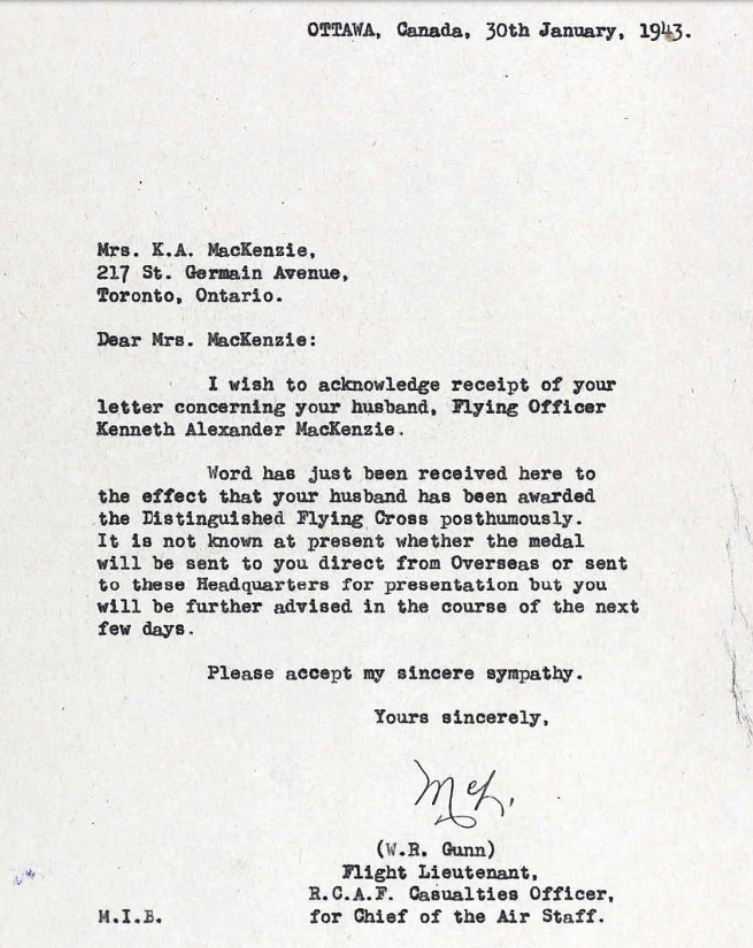 OTTAWA, Canada, 30th January, 1943.
Mrs. K.A. MacKenzie,
217 St. Germain Avenue,
Toronto, Ontario.
Dear Mrs. MacKenzie:
I wish to acknowledge receipt of your
letter concerning your husband, Flying Officer
Kenneth Alexander MacKenzie.
Word has just been received here to
the effect that your husband has been awarded
the Distinguished Flying Cross posthumously.
It is not known at present whether the medal
will be sent to you direct from Overseas or sent
to these Headquarters for presentation but you
will be further advised in the course of the next
few days.
Please accept my sincere sympathy.
Yours sincerely,
(W.R. Gunn)
Flight Lieutenant,
R.C.A.F. Casualties Officer,
M.I.B. for Chief of the Air Staff.